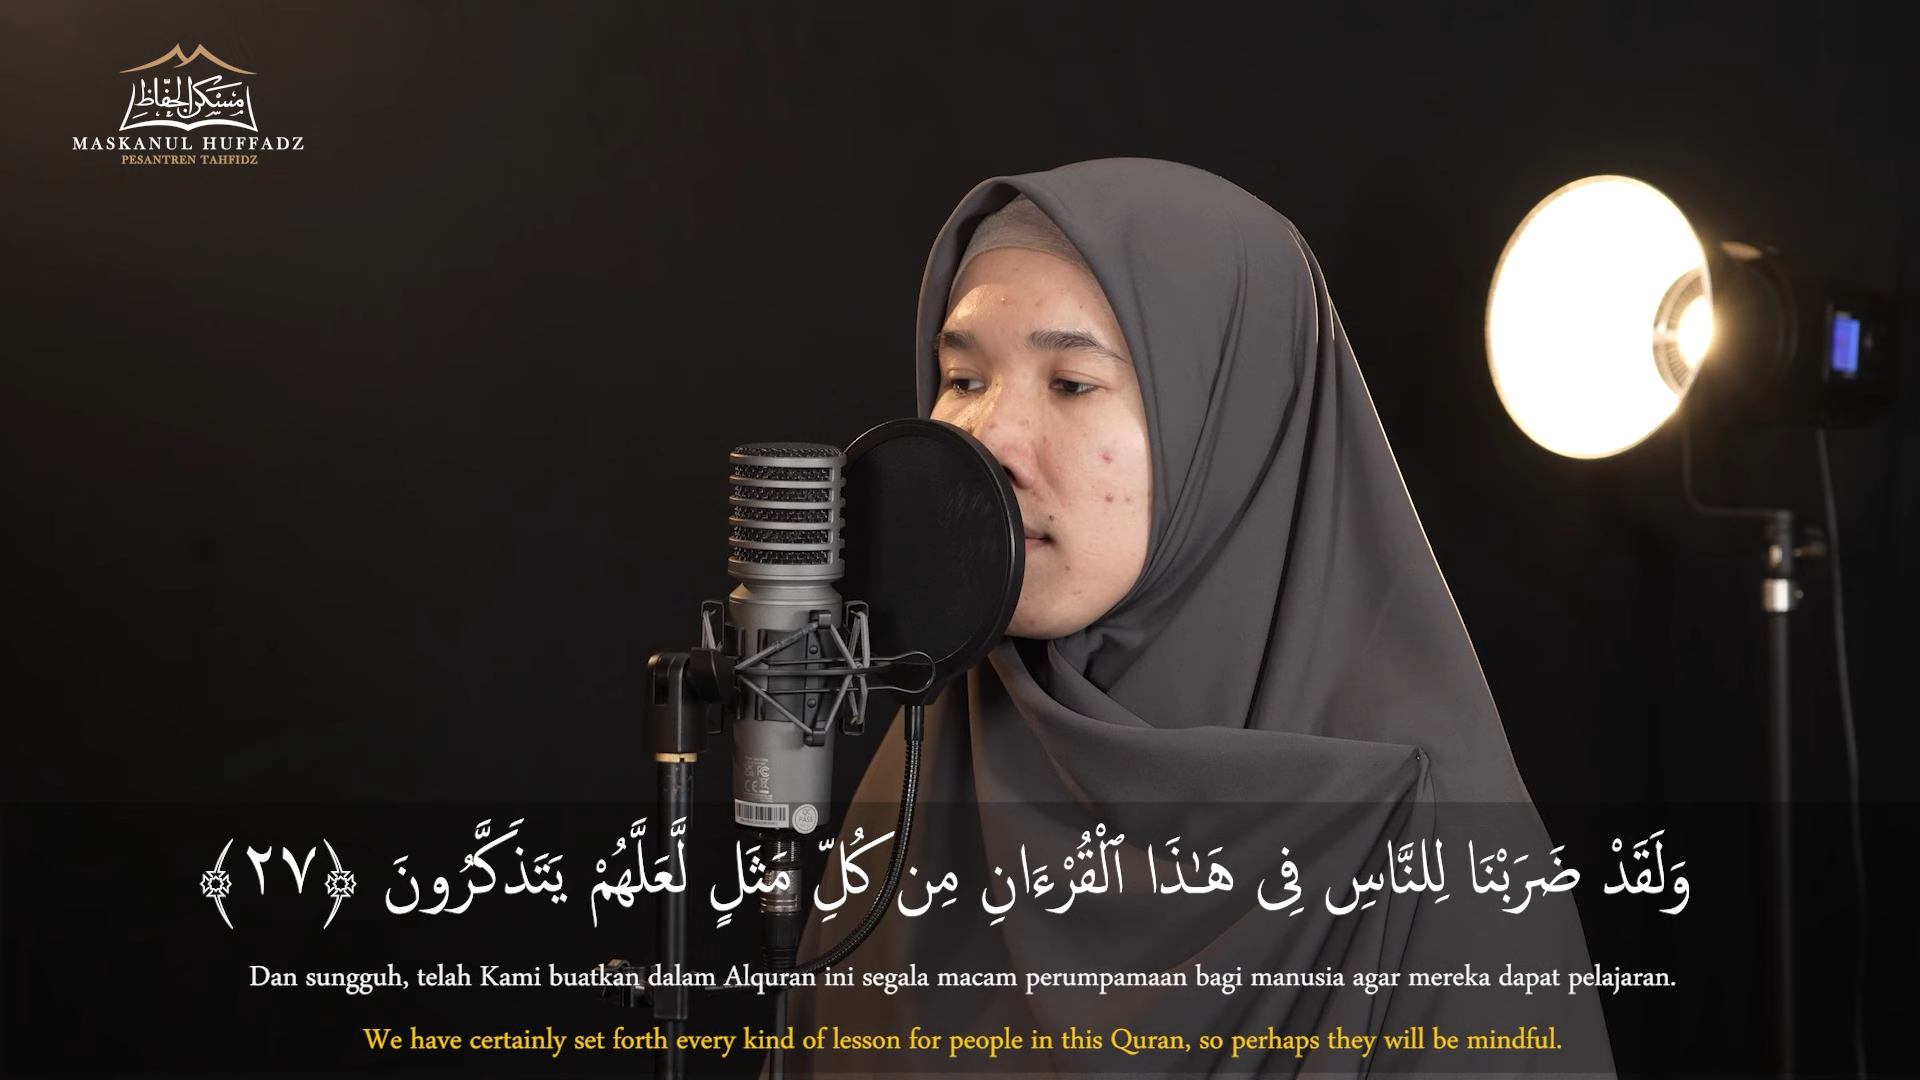 مسكن الحفاظ
MASKANUL HUFFADZ
PESANTREN TAHFIDZ
QC
PASS
وَلَقَدْ ضَرَبْنَا لِلنَّاسِ فِى هَـٰذَا ٱلْقُرْءَانِ مِن كُلِّ مَثَلٍ لَّعَلَّهُمْ يَتَذَكَّرُونَ ﴿٢٧﴾
Dan sungguh, telah Kami buatkan dalam Alquran ini segala macam perumpamaan bagi manusia agar mereka dapat pelajaran.
We have certainly set forth every kind of lesson for people in this Quran, so perhaps they will be mindful.